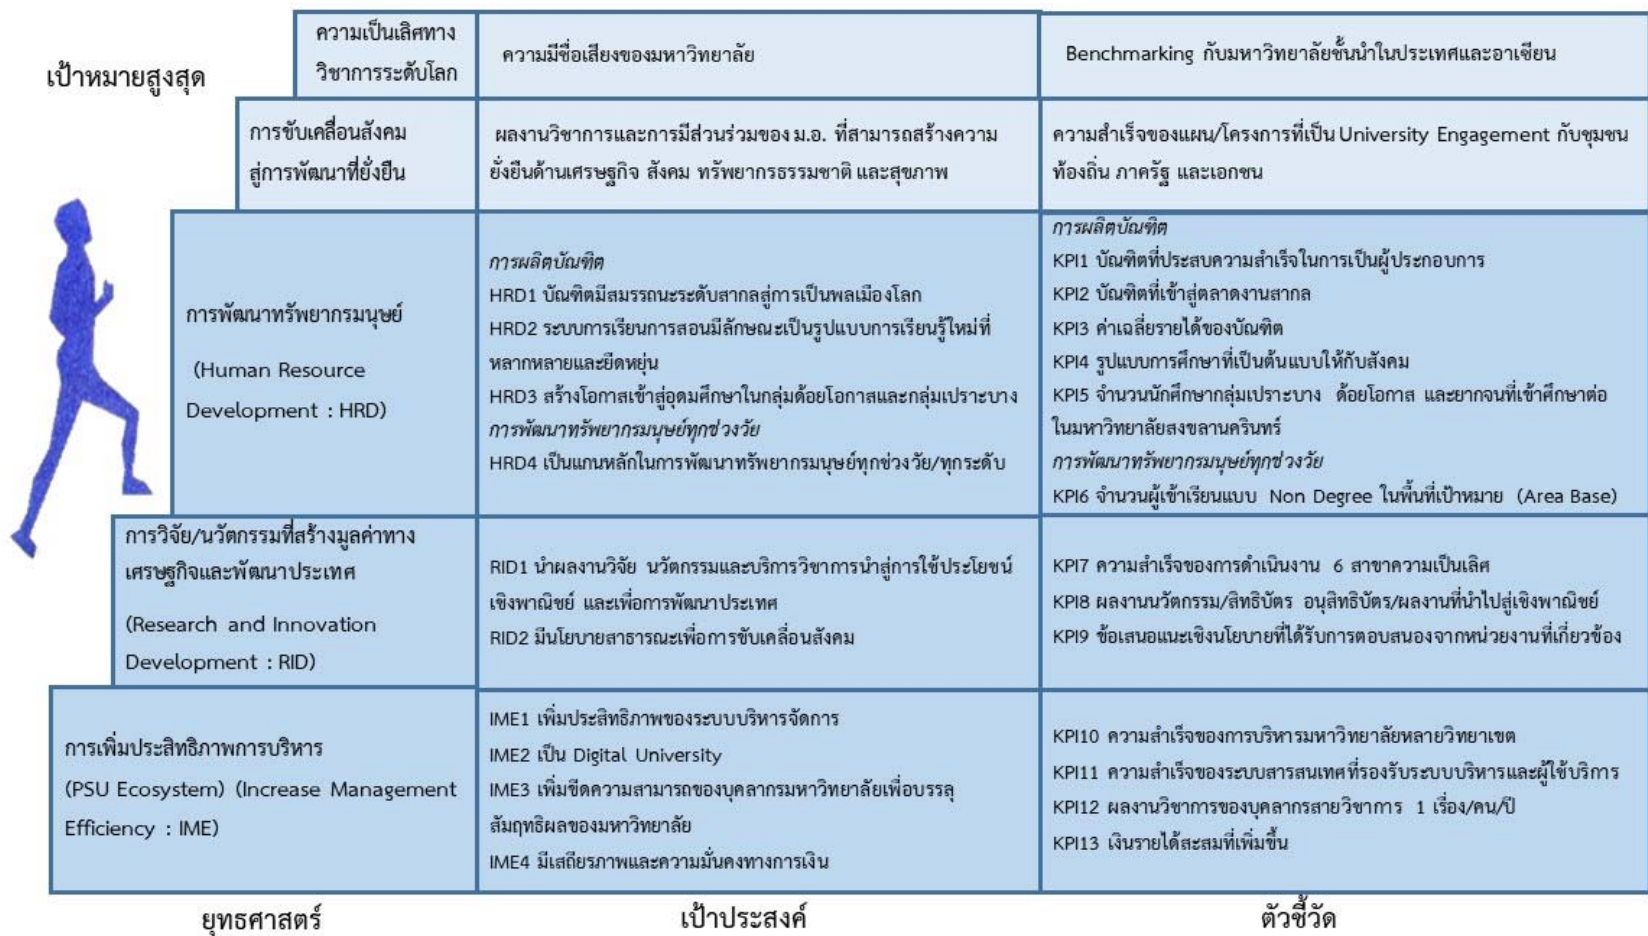 เป้าหมายสูงสุด
ความเป็นเลิศทาง
วิชาการระดับโลก
ความมีชื่อเสียงของมหาวิทยาลัย
Benchmarking กับมหาวิทยาลัยชั้นนำในประเทศและอาเซียน
การขับเคลื่อนสังคม
สู่การพัฒนาที่ยั่งยืน
ผลงานวิชาการและการมีส่วนร่วมของ ม.อ. ที่สามารถสร้างความ
ยั่งยืนด้านเศรษฐกิจ สังคม ทรัพยากรธรรมชาติ และสุขภาพ
ความสำเร็จของแผน/โครงการที่เป็น University Engagement กับชุมชน
ท้องถิ่น ภาครัฐ และเอกชน
การพัฒนาทรัพยากรมนุษย์
(Human Resource
Development : HRD)
การผลิตบัณฑิต
HRD1 บัณฑิตมีสมรรถนะระดับสากลสู่การเป็นพลเมืองโลก
HRD2 ระบบการเรียนการสอนมีลักษณะเป็นรูปแบบการเรียนรู้ใหม่ที่
หลากหลายและยืดหยุ่น
HRD3 สร้างโอกาสเข้าสู่อุดมศึกษาในกลุ่มด้อยโอกาสและกลุ่มเปราะบาง
การพัฒนาทรัพยากรมนุษย์ทุกช่วงวัย
HRD4 เป็นแกนหลักในการพัฒนาทรัพยากรมนุษย์ทุกช่วงวัย/ทุกระดับ
การผลิตบัณฑิต
KPI1 บัณฑิตที่ประสบความสำเร็จในการเป็นผู้ประกอบการ
KPI2 บัณฑิตที่เข้าสู่ตลาดงานสากล
KPI3 ค่าเฉลี่ยรายได้ของบัณฑิต
KPI4 รูปแบบการศึกษาที่เป็นต้นแบบให้กับสังคม
KPI5 จำนวนนักศึกษากลุ่มเปราะบาง ด้อยโอกาส และยากจนที่เข้าศึกษาต่อ
ในมหาวิทยาลัยสงขลานครินทร์
การพัฒนาทรัพยากรมนุษย์ทุกช่วงวัย
KPI6 จำนวนผู้เข้าเรียนแบบ Non Degree ในพื้นที่เป้าหมาย (Area Base)
การวิจัย/นวัตกรรมที่สร้างมูลค่าทาง
เศรษฐกิจและพัฒนาประเทศ
(Research and Innovation
Development : RID)
RID1 นำผลงานวิจัย นวัตกรรมและบริการวิชาการนำสู่การใช้ประโยชน์
เชิงพาณิชย์ และเพื่อการพัฒนาประเทศ
RID2 มีนโยบายสาธารณะเพื่อการขับเคลื่อนสังคม
KPI7 ความสำเร็จของการดำเนินงาน 6 สาขาความเป็นเลิศ
KPI8 ผลงานนวัตกรรม/สิทธิบัตร อนุสิทธิบัตร/ผลงานที่นำไปสู่เชิงพาณิชย์
KPI9 ข้อเสนอแนะเชิงนโยบายที่ได้รับการตอบสนองจากหน่วยงานที่เกี่ยวข้อง
การเพิ่มประสิทธิภาพการบริหาร
(PSU Ecosystem) (Increase Management
Efficiency : IME)
IME1 เพิ่มประสิทธิภาพของระบบบริหารจัดการ
IME2 เป็น Digital University
IME3 เพิ่มขีดความสามารถของบุคลากรมหาวิทยาลัยเพื่อบรรลุ
สัมฤทธิผลของมหาวิทยาลัย
IME4 มีเสถียรภาพและความมั่นคงทางการเงิน
KPI10 ความสำเร็จของการบริหารมหาวิทยาลัยหลายวิทยาเขต
KPI11 ความสำเร็จของระบบสารสนเทศที่รองรับระบบบริหารและผู้ใช้บริการ
KPI12 ผลงานวิชาการของบุคลากรสายวิชาการ 1 เรื่อง/คน/ปี
KPI13 เงินรายได้สะสมที่เพิ่มขึ้น
ยุทธศาสตร์
เป้าประสงค์
ตัวชี้วัด